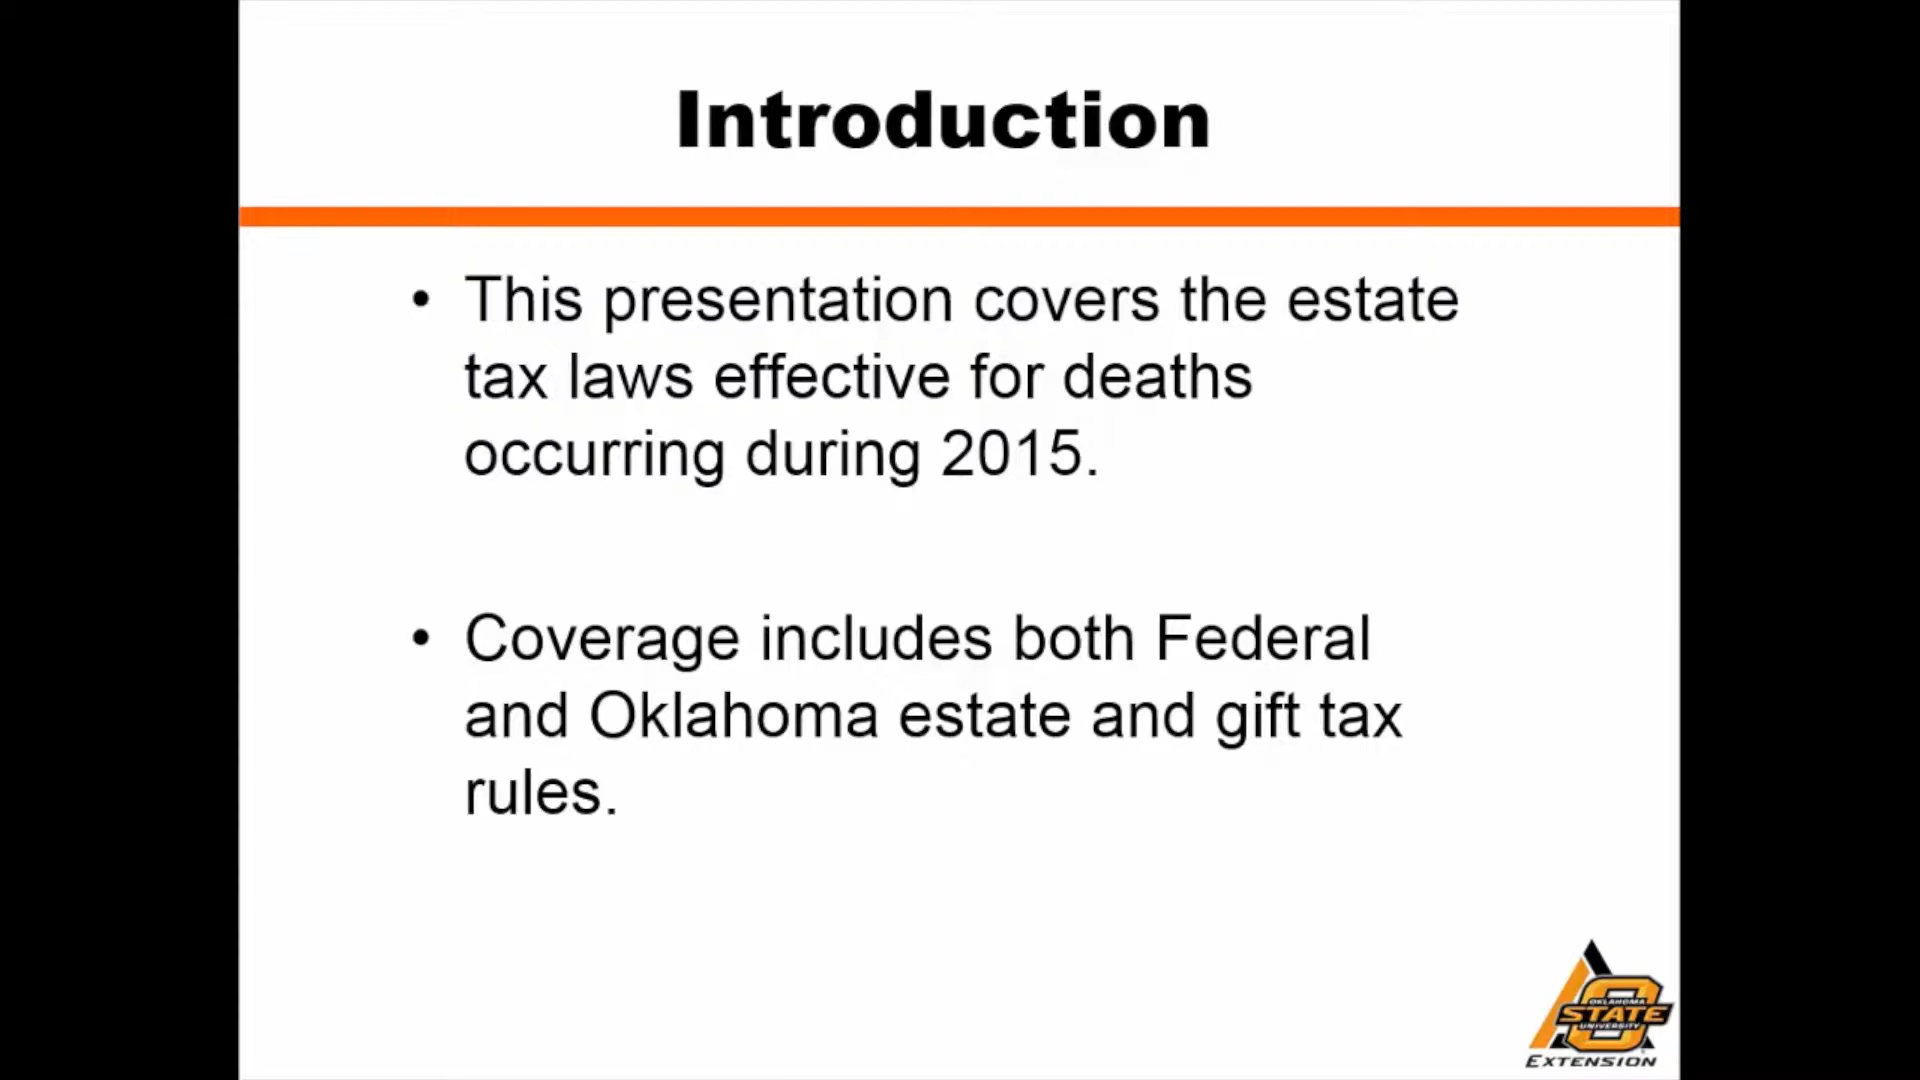 Introduction
• This presentation covers the estate
tax laws effective for deaths
occurring during 2015.
• Coverage includes both Federal
and Oklahoma estate and gift tax
rules.
OKLAHOMA
STATE
UNIVERSITY
EXTENSION